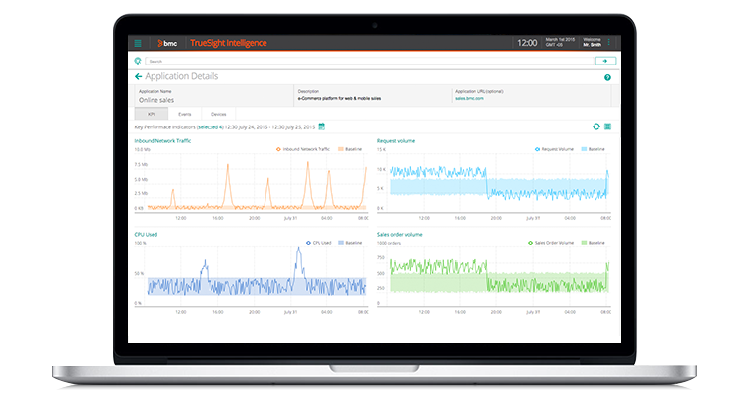 bmc TrueSight Intelligence 12:00 March 1st 2015 Welcome
GMT -05 Mr. Smith
Search
Application Details
Application Name Description Application URL(optional)
Online sales e-Commerce platform for web & mobile sales sales.bmc.com
KPI Events Devices
Key Performance Indicators (selected 4) 12:30 July 24, 2015 - 12:30 July 25, 2015
InboundNetwork Traffic Request volume
Inbound Network Traffic Baseline Request Volume Baseline
10.0 Mb 15 K
7.5 Mb
5.0 Mb 10 K
2.5 Mb 5 K
0 KB 0 K
12:00 16:00 20:00 July 31 04:00 08:00 12:00 16:00 20:00 July 31 04:00 08:00
CPU Used Sales order volume
CPL Used Baseline Sales Order Volume Baseline
100 % 1000 orders
750
50 % 500
250
0 % 0
12:00 16:00 20:00 July 31 04:00 08:00 12:00 16:00 20:00 July 31 04:00 08:00